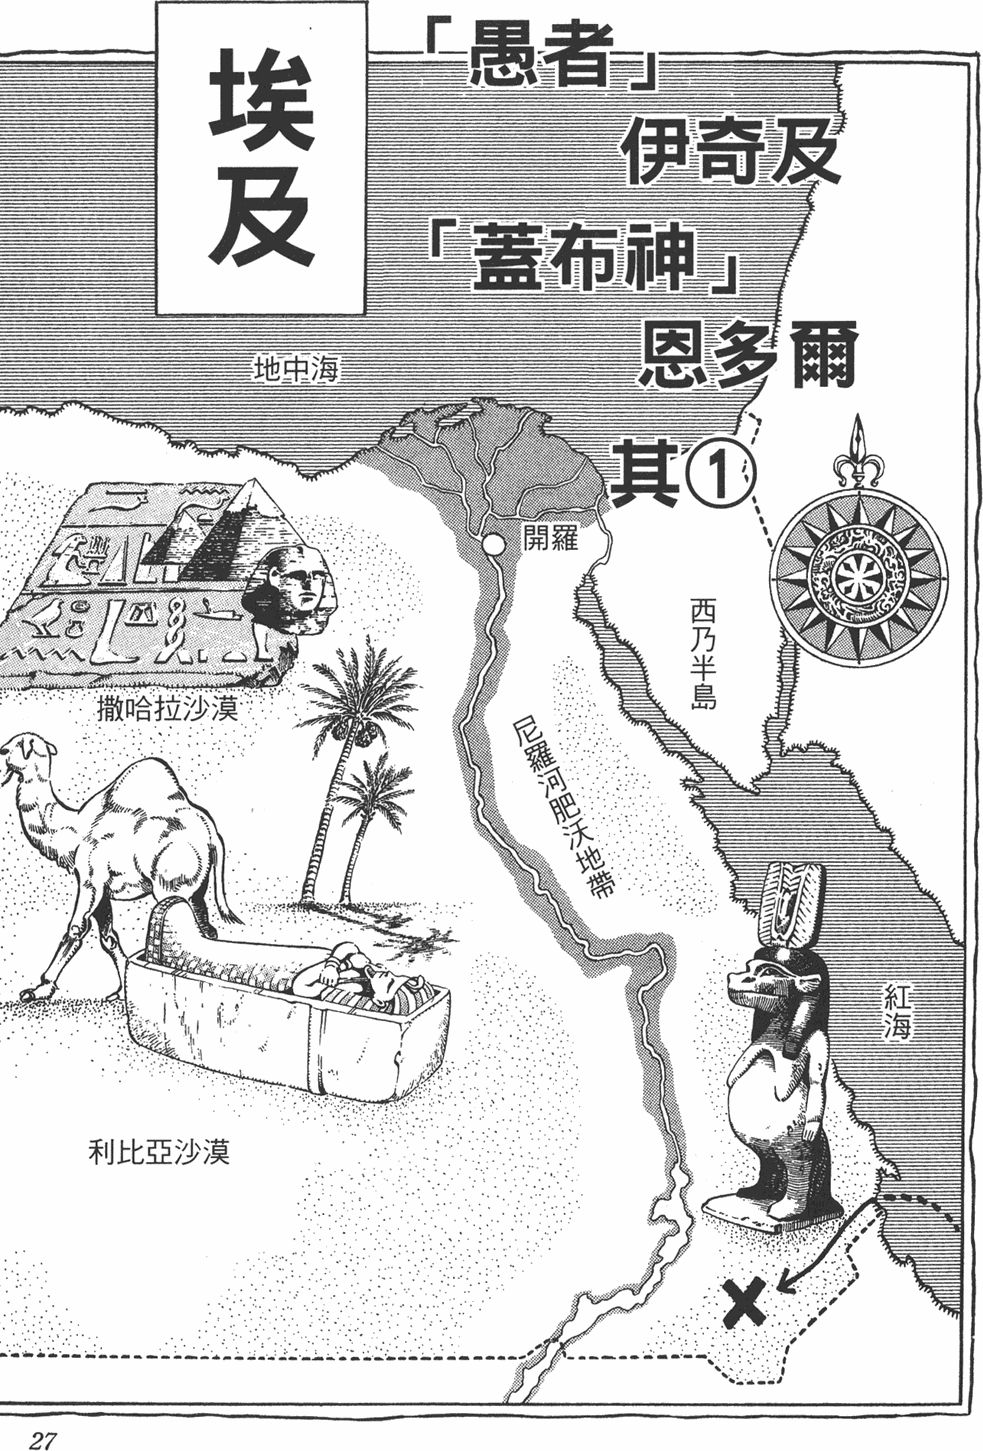 埃及
「愚者」
伊奇及
「蓋布神」
恩多爾
其①
地中海
開羅
西乃半島
撒哈拉沙漠
尼羅河肥沃地帶
紅海
利比亞沙漠
27